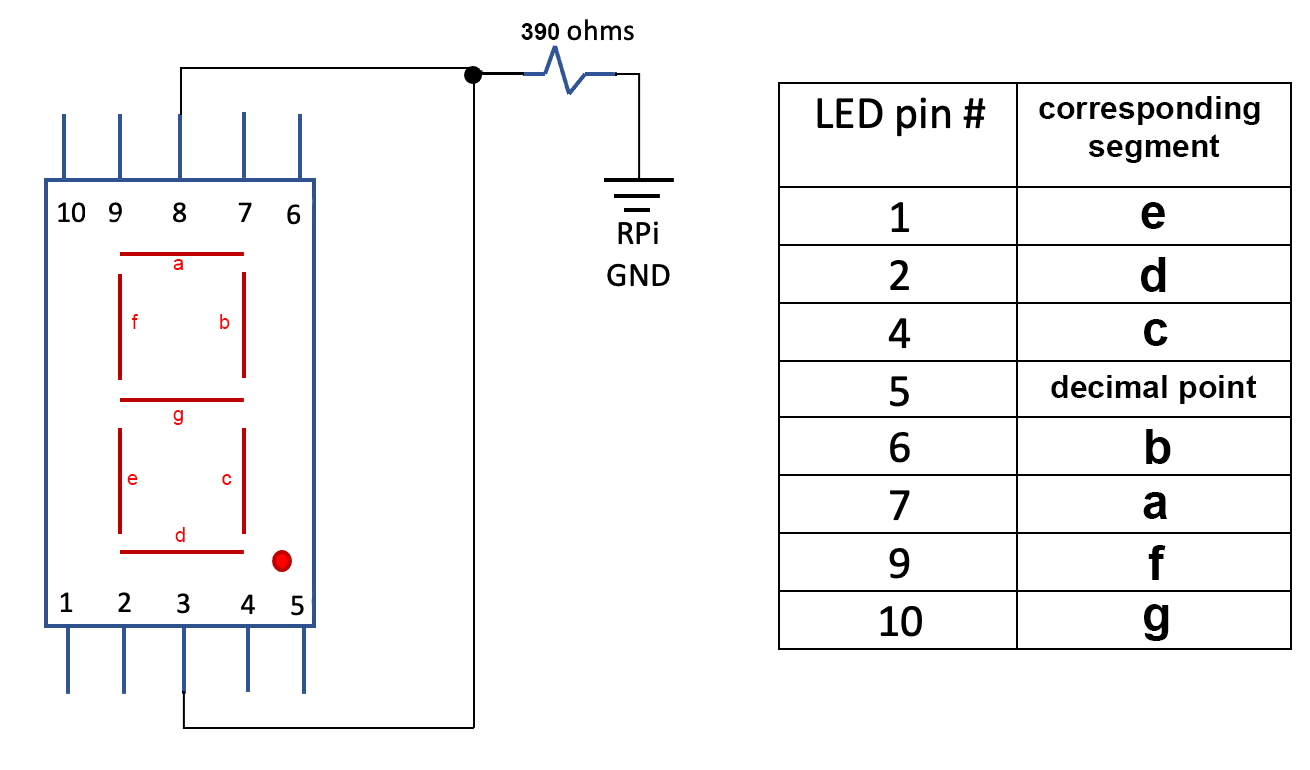 390 ohms
RPi
GND
10 9 8 7 6
a
f b
g
e c
d
1 2 3 4 5
LED pin # corresponding
segment
1 e
2 d
4 c
5 decimal point
6 b
7 a
9 f
10 g